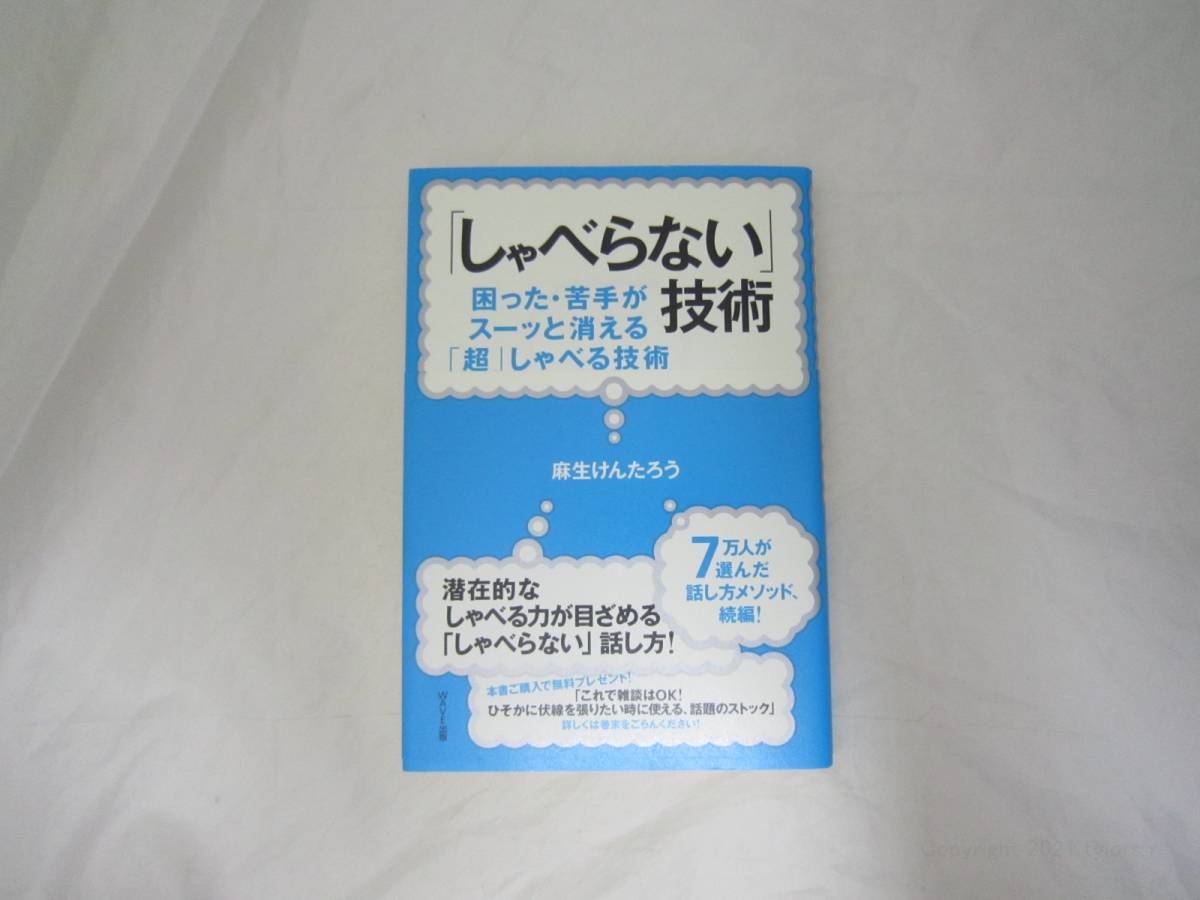 「しゃべらない」
技術
困った・苦手が
スーッと消える
「超」しゃべる技術
麻生けんたろう
7万人が
選んだ
話し方メソッド、
続編!
潜在的な
しゃべる力が目ざめる
「しゃべらない」話し方!
本書ご購入で無料プレゼント!
「これで雑談はOK!
ひそかに伏線を張りたい時に使える、話題のストック」
詳しくは巻末をごらんください!
WAVE出版
Copyright 2021